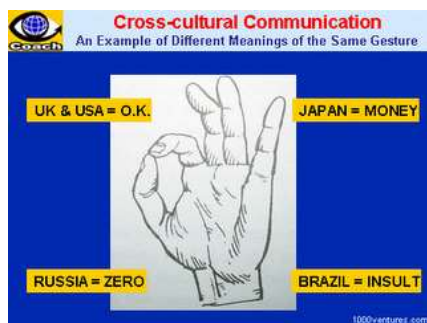 Coach
Cross-cultural Communication
An Example of Different Meanings of the Same Gesture
UK & USA = O.K.
JAPAN = MONEY
RUSSIA = ZERO
BRAZIL = INSULT
1000ventures.com